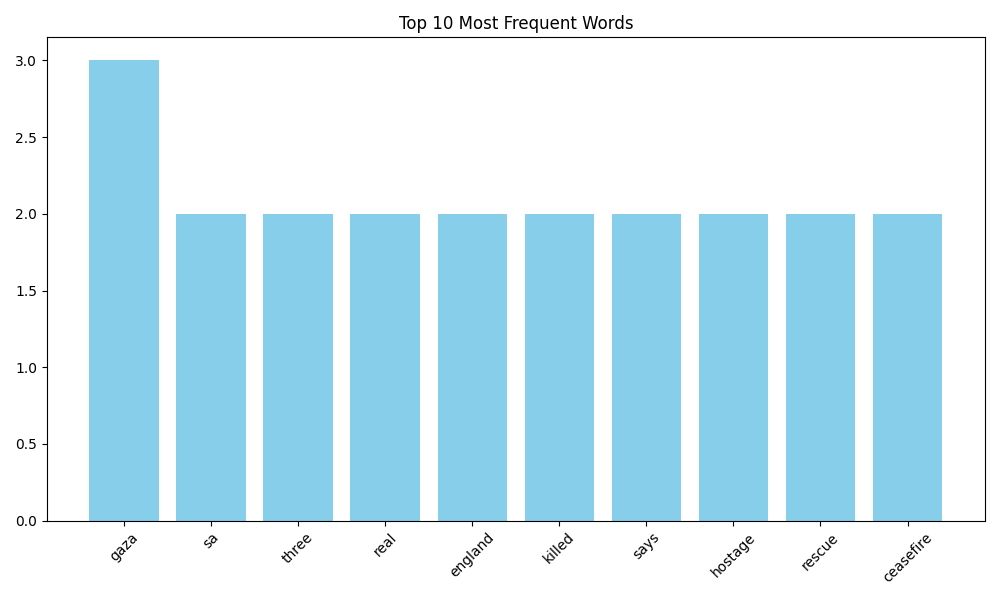 Top 10 Most Frequent Words
3.0
2.5
2.0
1.5
1.0
0.5
0.0
gaza
sa
three
real
england
killed
says
hostage
rescue
ceasefire